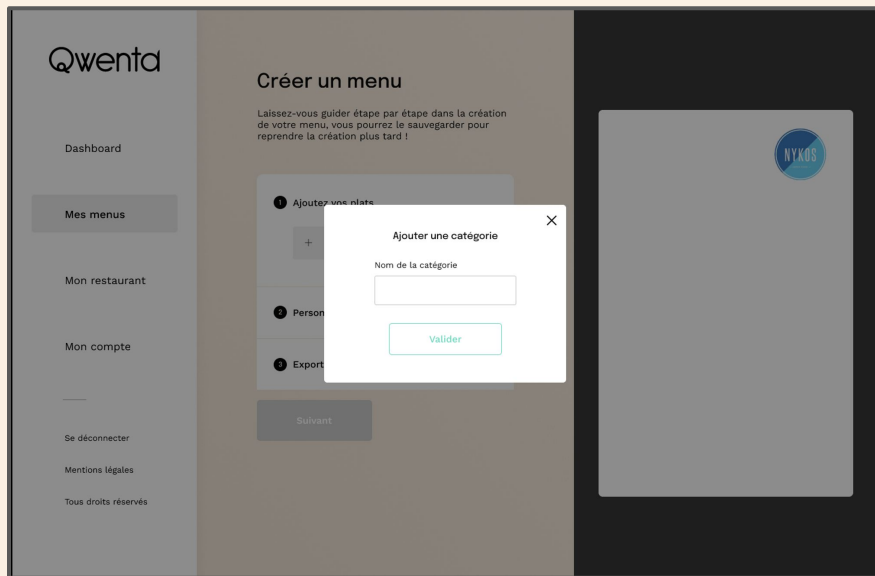 Qwenta
Dashboard
Mes menus
Mon restaurant
Mon compte
Se déconnecter
Mentions légales
Tous droits réservés
Créer un menu
Laissez-vous guider étape par étape dans la création
de votre menu, vous pourrez le sauvegarder pour
reprendre la création plus tard !
1 Ajoutez vos plats
+
2 Person
3 Export
Suivant
Ajouter une catégorie
Nom de la catégorie
Valider
NYKOS